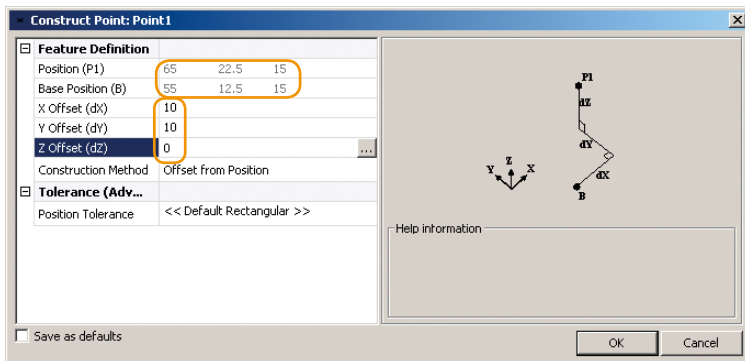 Construct Point: Point1
Feature Definition
Position (P1) 65 22.5 15
Base Position (B) 55 12.5 15
X Offset (dX) 10
Y Offset (dY) 10
Z Offset (dZ) 0 ...
Construction Method Offset from Position
Tolerance (Adv...
Position Tolerance << Default Rectangular >>
P1
dZ
dY
dX
B
Y Z X
Help information
Save as defaults
OK Cancel